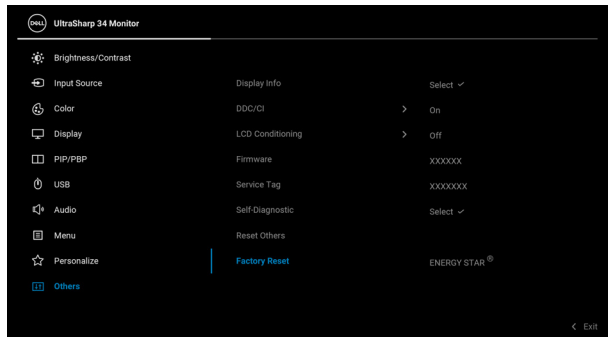 DELL UltraSharp 34 Monitor
Brightness/Contrast
Input Source Display Info Select ✓
Color DDC/CI > On
Display LCD Conditioning > Off
PIP/PBP Firmware XXXXXX
USB Service Tag XXXXXXX
Audio Self-Diagnostic Select ✓
Menu Reset Others
Personalize Factory Reset ENERGY STAR ®
Others
< Exit